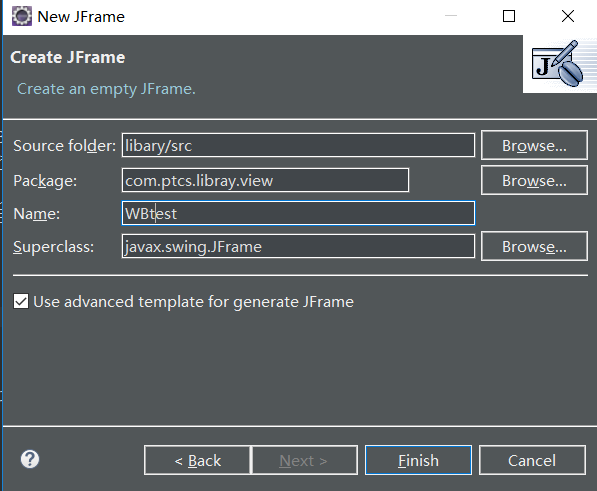 New JFrame
Create JFrame
Create an empty JFrame.
Source folder: libary/src Browse...
Package: com.ptcs.libray.view Browse...
Name: WBtest
Superclass: javax.swing.JFrame Browse...
Use advanced template for generate JFrame
< Back Next > Finish Cancel